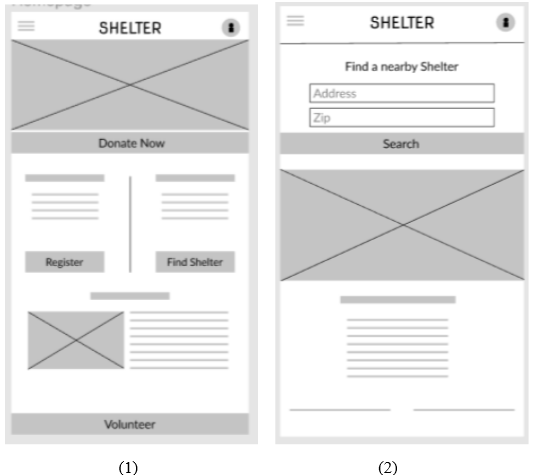 Homepage
SHELTER
Donate Now
Register
Find Shelter
Volunteer
(1)
SHELTER
Find a nearby Shelter
Address
Zip
Search
(2)